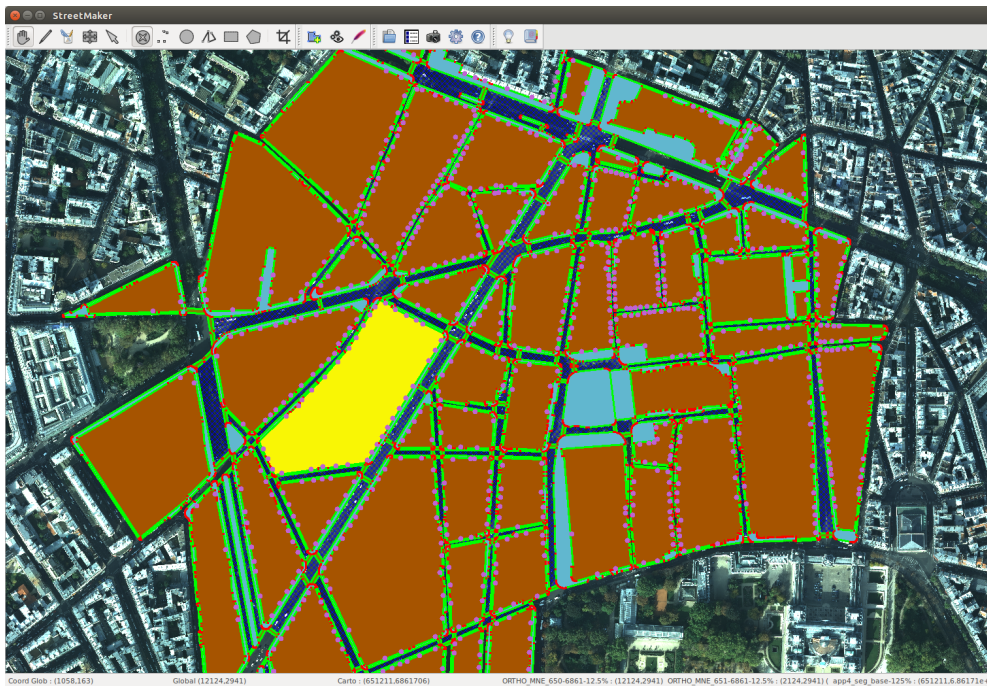 StreetMaker
Coord Glob : (1058,163) Global (12124,2941) Carto : (651211,6861706) ORTHO_MNE_650-6861-12.5% : (12124,2941) ORTHO_MNE_651-6861-12.5% : (2124,2941) ( app4_seg_base-125% : (651211,6.86171e+